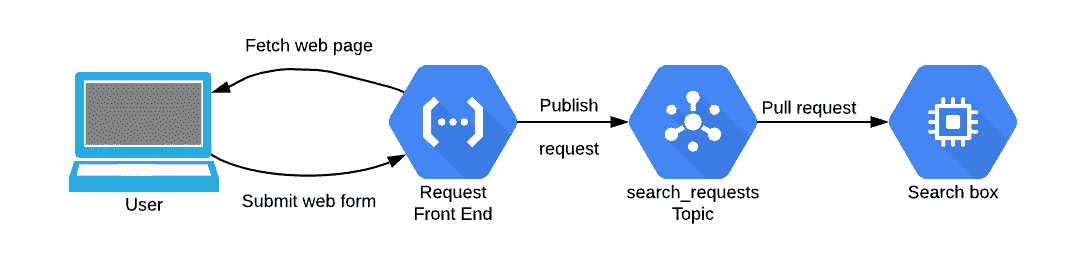 Fetch web page
Publish
request
Pull request
Submit web form
User
Request
Front End
search_requests
Topic
Search box